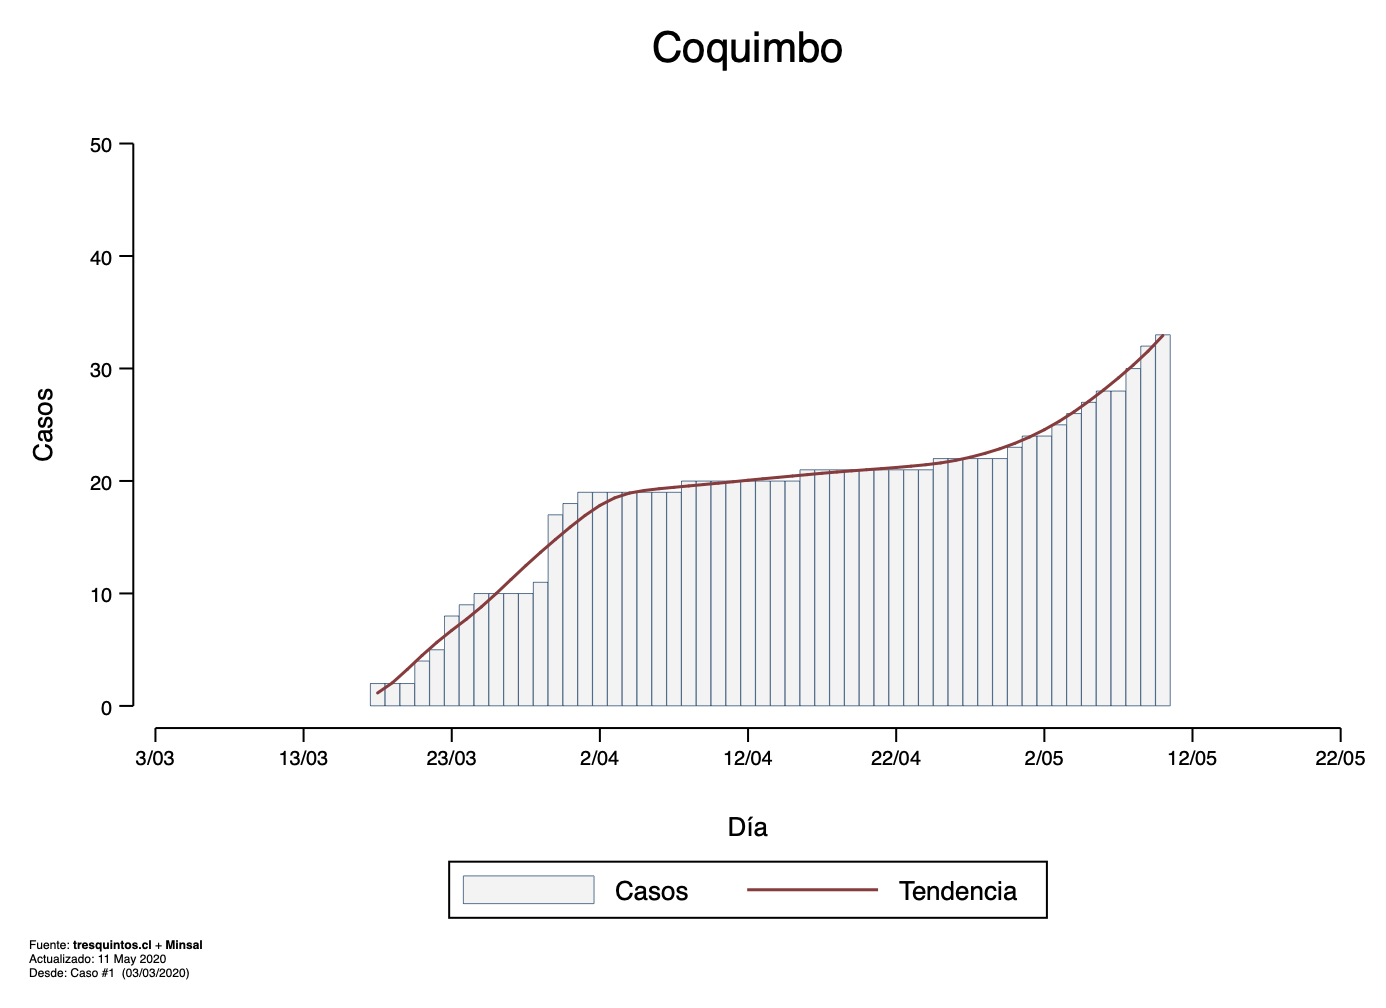 Coquimbo
50
40
30
20
10
0
Casos
3/03 13/03 23/03 2/04 12/04 22/04 2/05 12/05 22/05
Día
Casos Tendencia
Fuente: tresquintos.cl + Minsal
Actualizado: 11 May 2020
Desde: Caso #1 (03/03/2020)